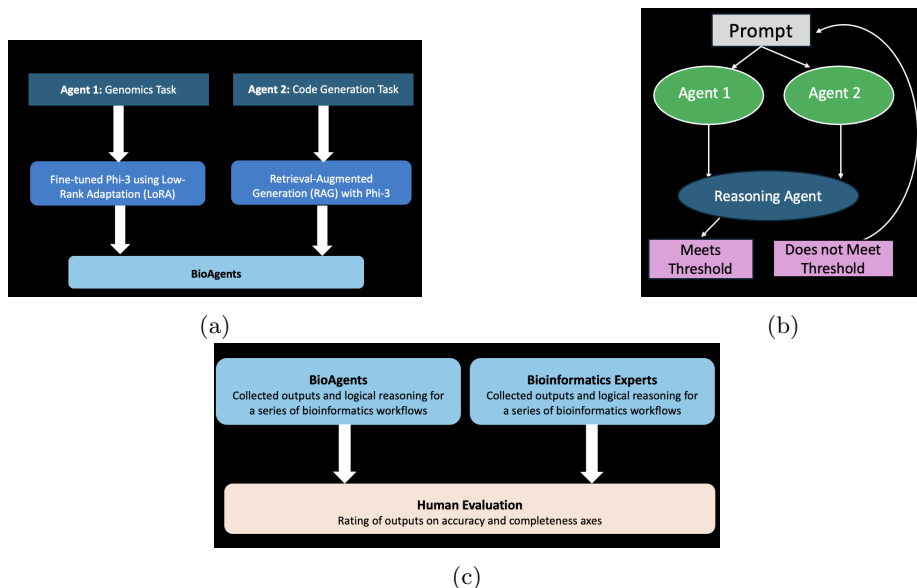 Agent 1: Genomics Task
Agent 2: Code Generation Task
Fine-tuned Phi-3 using Low-
Rank Adaptation (LoRA)
Retrieval-Augmented
Generation (RAG) with Phi-3
BioAgents
(a)
Prompt
Agent 1
Agent 2
Reasoning Agent
Meets
Threshold
Does not Meet
Threshold
(b)
BioAgents
Collected outputs and logical reasoning for
a series of bioinformatics workflows
Bioinformatics Experts
Collected outputs and logical reasoning for
a series of bioinformatics workflows
Human Evaluation
Rating of outputs on accuracy and completeness axes
(c)